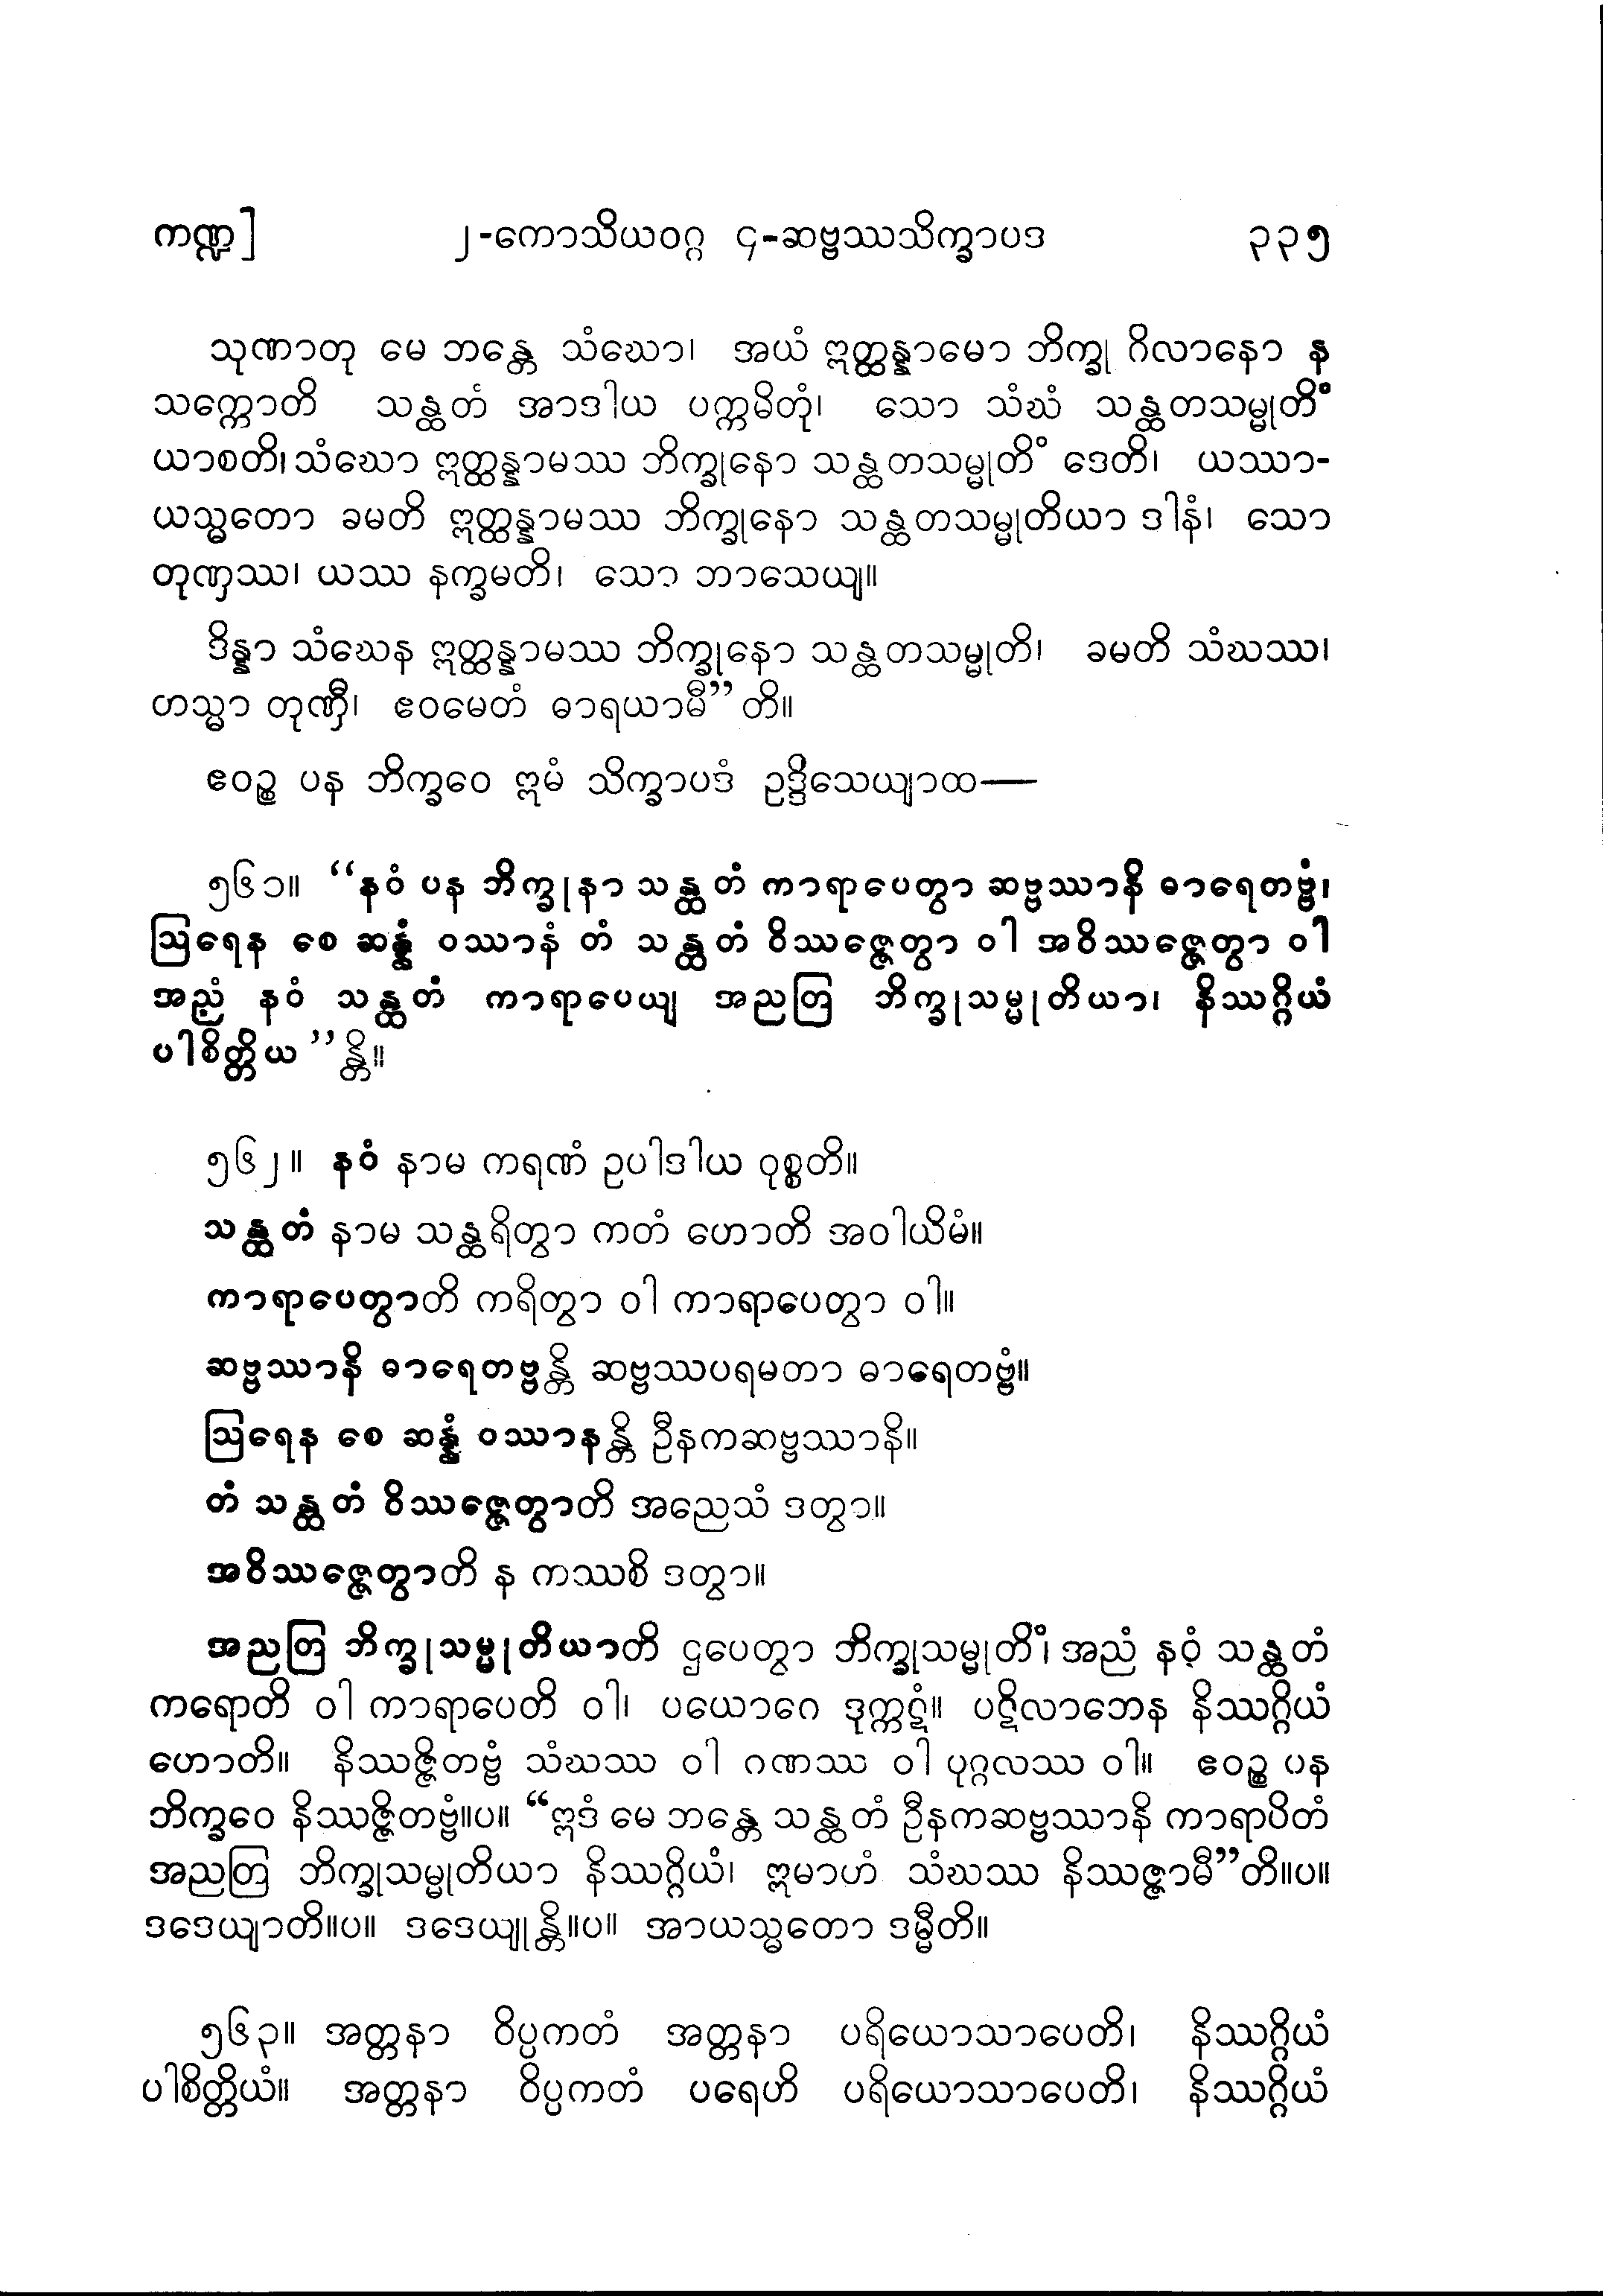 ကဏ္ဍ] ၂-ကောသိယဝဂ္ဂ ၄-ဆဗ္ဗဿသိက္ခာပဒ ၃၃၅
သုဏာတု မေ ဘန္တေ သံဃော၊ အယံ ဣတ္ထန္နာမော ဘိက္ခု ဂိလာနော န
သက္ကောတိ သန္ထတံ အာဒါယ ပက္ကမိတုံ၊ သော သံဃံ သန္ထတသမ္မုတိံ
ယာစတိ၊ သံဃော ဣတ္ထန္နာမဿ ဘိက္ခုနော သန္ထတသမ္မုတိံ ဒေတိ၊ ယဿာ-
ယသ္မတော ခမတိ ဣတ္ထန္နာမဿ ဘိက္ခုနော သန္ထတသမ္မုတိယာ ဒါနံ၊ သော
တုဏှဿ၊ ယဿ နက္ခမတိ၊ သော ဘာသေယျ။
ဒိန္နာ သံဃေန ဣတ္ထန္နာမဿ ဘိက္ခုနော သန္ထတသမ္မုတိ၊ ခမတိ သံဃဿ၊
တသ္မာ တုဏှီ၊ ဧဝမေတံ ဓာရယာမီ”တိ။
ဧဝဉ္စ ပန ဘိက္ခဝေ ဣမံ သိက္ခာပဒံ ဥဒ္ဒိသေယျာထ—
၅၆၁။ “နဝံ ပန ဘိက္ခုနာ သန္ထတံ ကာရာပေတွာ ဆဗ္ဗဿာနိ ဓာရေတဗ္ဗံ၊
ဩရေန စေ ဆန္နံ ဝဿာနံ တံ သန္ထတံ ဝိဿဇ္ဇေတွာ ဝါ အဝိဿဇ္ဇေတွာ ဝါ
အညံ နဝံ သန္ထတံ ကာရာပေယျ အညတြ ဘိက္ခုသမ္မုတိယာ၊ နိဿဂ္ဂိယံ
ပါစိတ္တိယ”န္တိ။
၅၆၂။ နဝံ နာမ ကရဏံ ဥပါဒါယ ဝုစ္စတိ။
သန္ထတံ နာမ သန္ထရိတွာ ကတံ ဟောတိ အဝါယိမံ။
ကာရာပေတွာတိ ကရိတွာ ဝါ ကာရာပေတွာ ဝါ။
ဆဗ္ဗဿာနိ ဓာရေတဗ္ဗန္တိ ဆဗ္ဗဿပရမတာ ဓာရေတဗ္ဗံ။
ဩရေန စေ ဆန္နံ ဝဿာနန္တိ ဦနကဆဗ္ဗဿာနိ။
တံ သန္ထတံ ဝိဿဇ္ဇေတွာတိ အညေသံ ဒတွာ။
အဝိဿဇ္ဇေတွာတိ န ကဿစိ ဒတွာ။
အညတြ ဘိက္ခုသမ္မုတိယာတိ ဌပေတွာ ဘိက္ခုသမ္မုတိံ၊ အညံ နဝံ သန္ထတံ
ကရောတိ ဝါ ကာရာပေတိ ဝါ၊ ပယောဂေ ဒုက္ကဋံ။ ပဋိလာဘေန နိဿဂ္ဂိယံ
ဟောတိ။ နိဿဇ္ဇိတဗ္ဗံ သံဃဿ ဝါ ဂဏဿ ဝါ ပုဂ္ဂလဿ ဝါ။ ဧဝဉ္စ ပန
ဘိက္ခဝေ နိဿဇ္ဇိတဗ္ဗံ။ပ။ “ဣဒံ မေ ဘန္တေ သန္ထတံ ဦနကဆဗ္ဗဿာနိ ကာရာပိတံ
အညတြ ဘိက္ခုသမ္မုတိယာ နိဿဂ္ဂိယံ၊ ဣမာဟံ သံဃဿ နိဿဇ္ဇာမီ”တိ။ပ။
ဒဒေယျာတိ။ပ။ ဒဒေယျုန္တိ။ပ။ အာယသ္မတော ဒမ္မီတိ။
၅၆၃။ အတ္တနာ ဝိပ္ပကတံ အတ္တနာ ပရိယောသာပေတိ၊ နိဿဂ္ဂိယံ
ပါစိတ္တိယံ။ အတ္တနာ ဝိပ္ပကတံ ပရေဟိ ပရိယောသာပေတိ၊ နိဿဂ္ဂိယံ